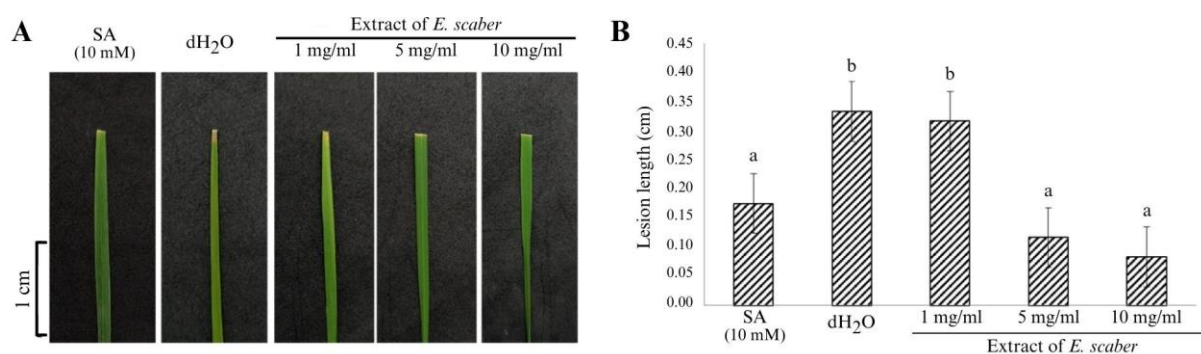 A
SA
(10 mM)
dH2O
Extract of E. scaber
1 mg/ml 5 mg/ml 10 mg/ml
1 cm
B
Lesion length (cm)
0.45
0.40
0.35
0.30
0.25
0.20
0.15
0.10
0.05
0.00
a
b
b
a
a
SA
(10 mM)
dH2O
1 mg/ml 5 mg/ml 10 mg/ml
Extract of E. scaber